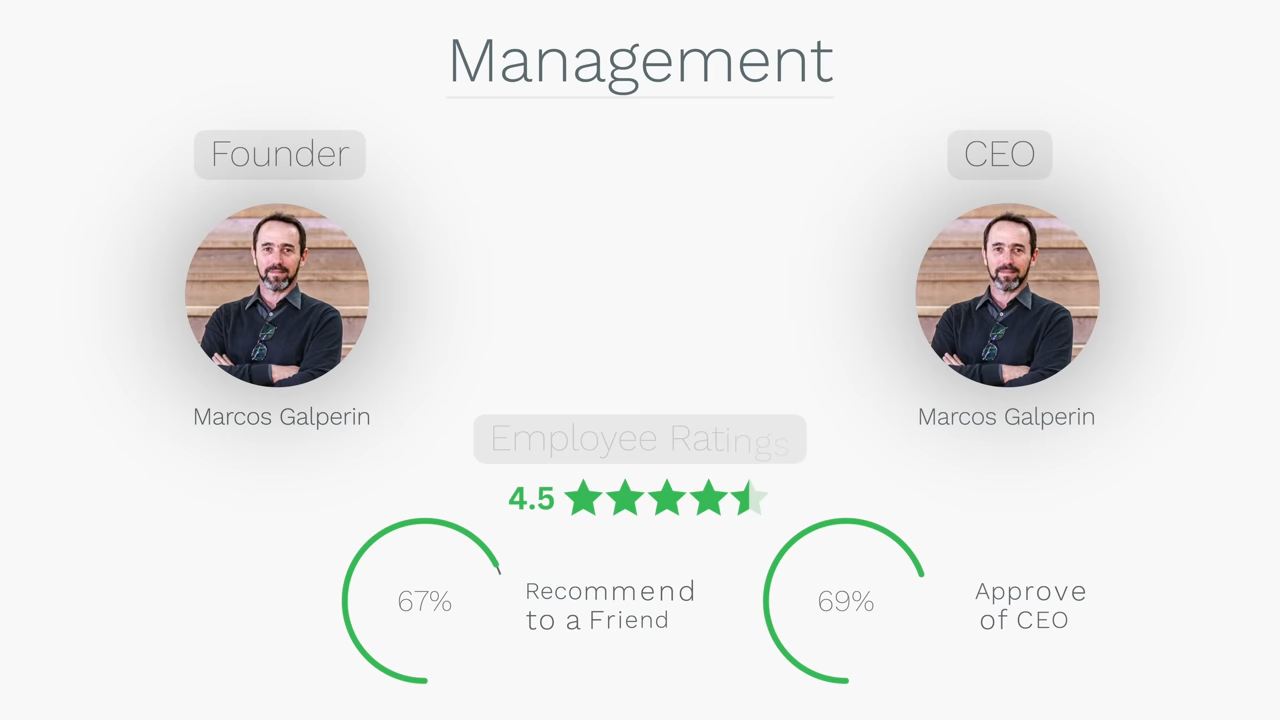 Management
Founder
CEO
Marcos Galperin
Marcos Galperin
Employee Ratings
4.5
67%
Recommend
to a Friend
69%
Approve
of CEO